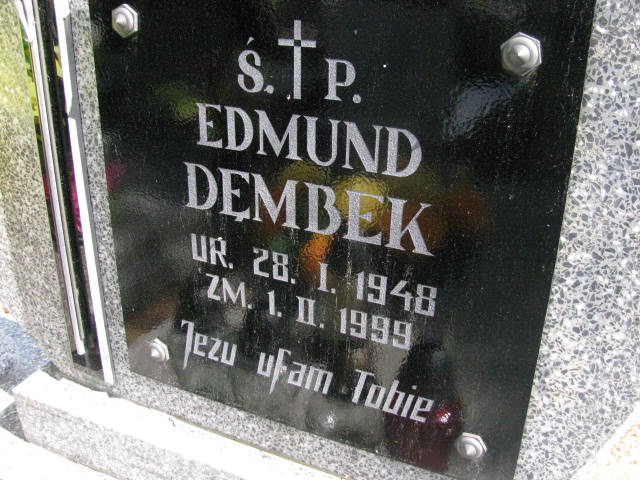 Ś. P.
EDMUND
DĘMBEK
UR. 28. I. 1948
ZM. 1. II. 1999
Jezu ufam Tobie